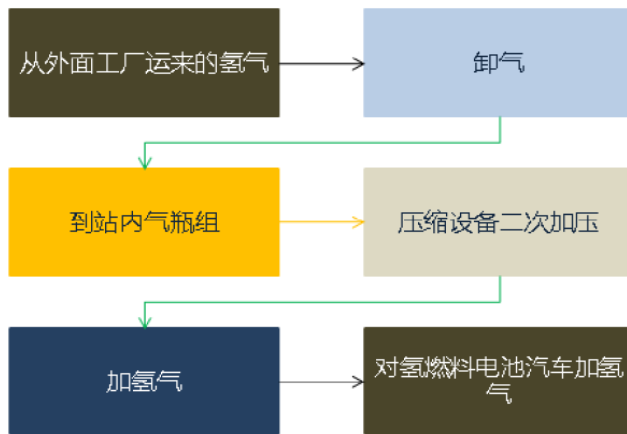 从外面工厂运来的氢气
卸气
到站内气瓶组
压缩设备二次加压
加氢气
对氢燃料电池汽车加氢
气